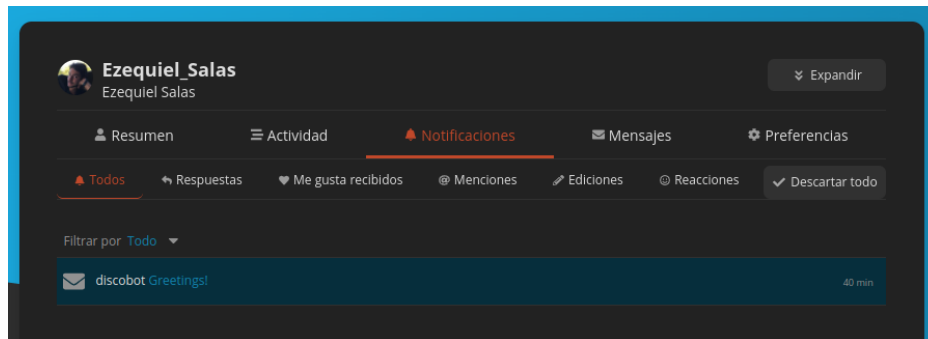 Ezequiel_Salas
Ezequiel Salas
Expandir
Resumen Actividad Notificaciones Mensajes Preferencias
Todos Respuestas Me gusta recibidos @ Menciones Ediciones Reacciones Descartar todo
Filtrar por Todo
discobot Greetings! 40 min